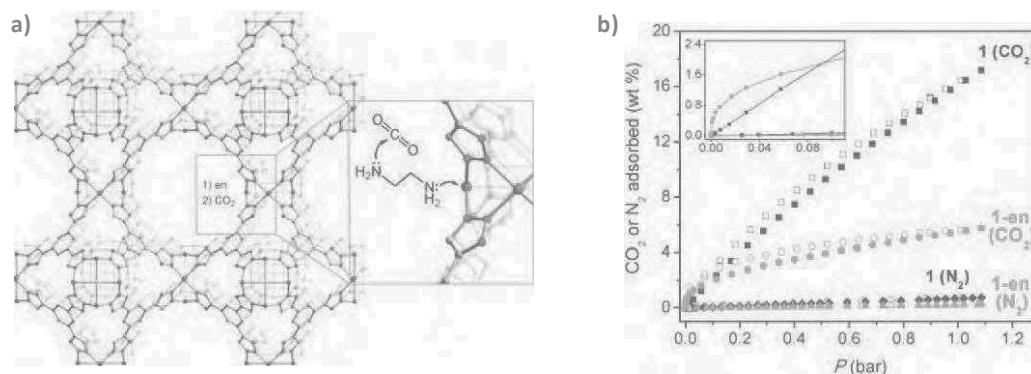 a)
1) en
2) CO₂
O
C
O
H₂N
N
H₂
b)
CO₂ or N₂ adsorbed (wt %)
20
16
12
8
4
0
2.4
1.6
0.8
0.0
0.00
0.04
0.08
1 (CO₂
1-en
(CO₂)
1 (N₂)
1-en
(N₂)
0.0 0.2 0.4 0.6 0.8 1.0 1.2
P (bar)